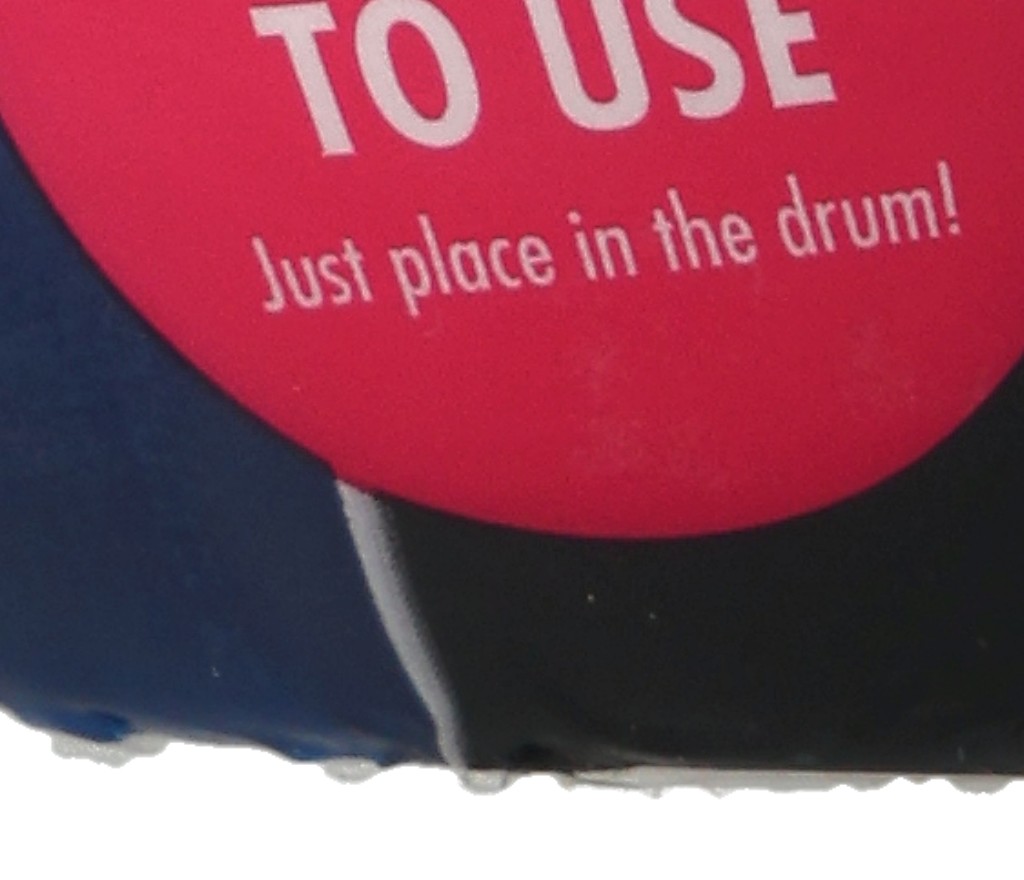 TO USE
Just place in the drum!